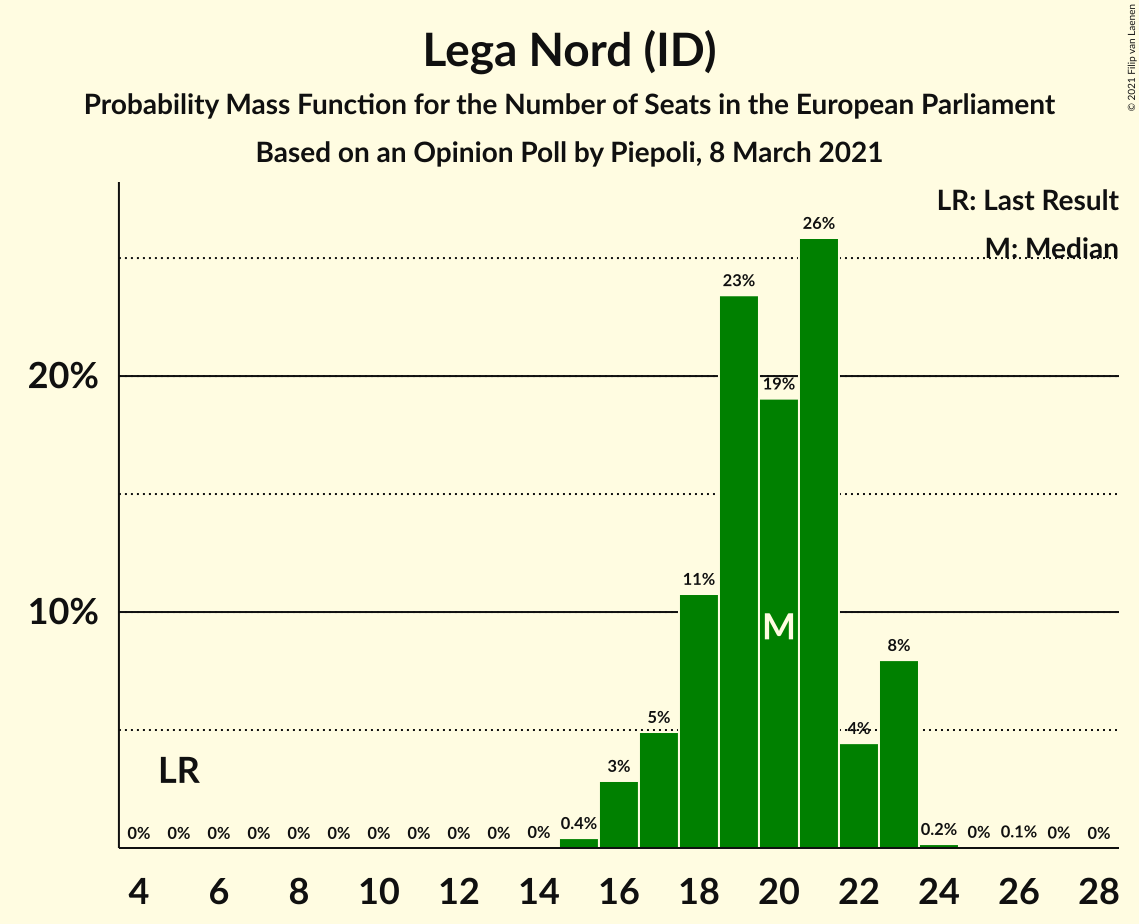 Lega Nord (ID)
Probability Mass Function for the Number of Seats in the European Parliament
Based on an Opinion Poll by Piepoli, 8 March 2021
© 2021 Filip van Laenen
LR: Last Result
M: Median
26%
23%
20%
19%
11%
10%
M
8%
5%
4%
3%
LR
0% 0% 0% 0% 0% 0% 0% 0% 0% 0% 0% 0.4% 0.2% 0% 0.1% 0% 0%
4 6 8 10 12 14 16 18 20 22 24 26 28